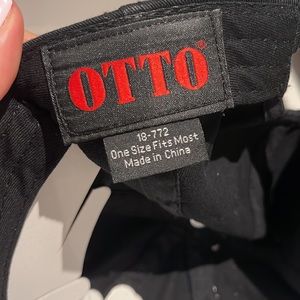 OTTO®
18-772
One Size Fits Most
Made in China